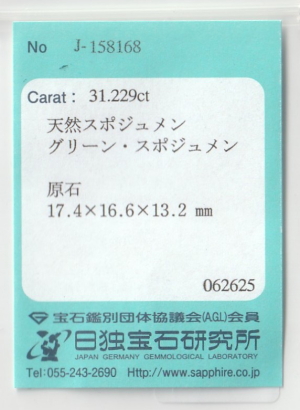 No J-158168
Carat： 31.229ct
天然スポジュメン
グリーン・スポジュメン
原石
17.4×16.6×13.2 mm
062625
宝石鑑別団体協議会(AGL)会員
日独宝石研究所
JAPAN GERMANY GEMMOLOGICAL LABORATORY
Tel:055-243-2690 Http://www.sapphire.co.jp